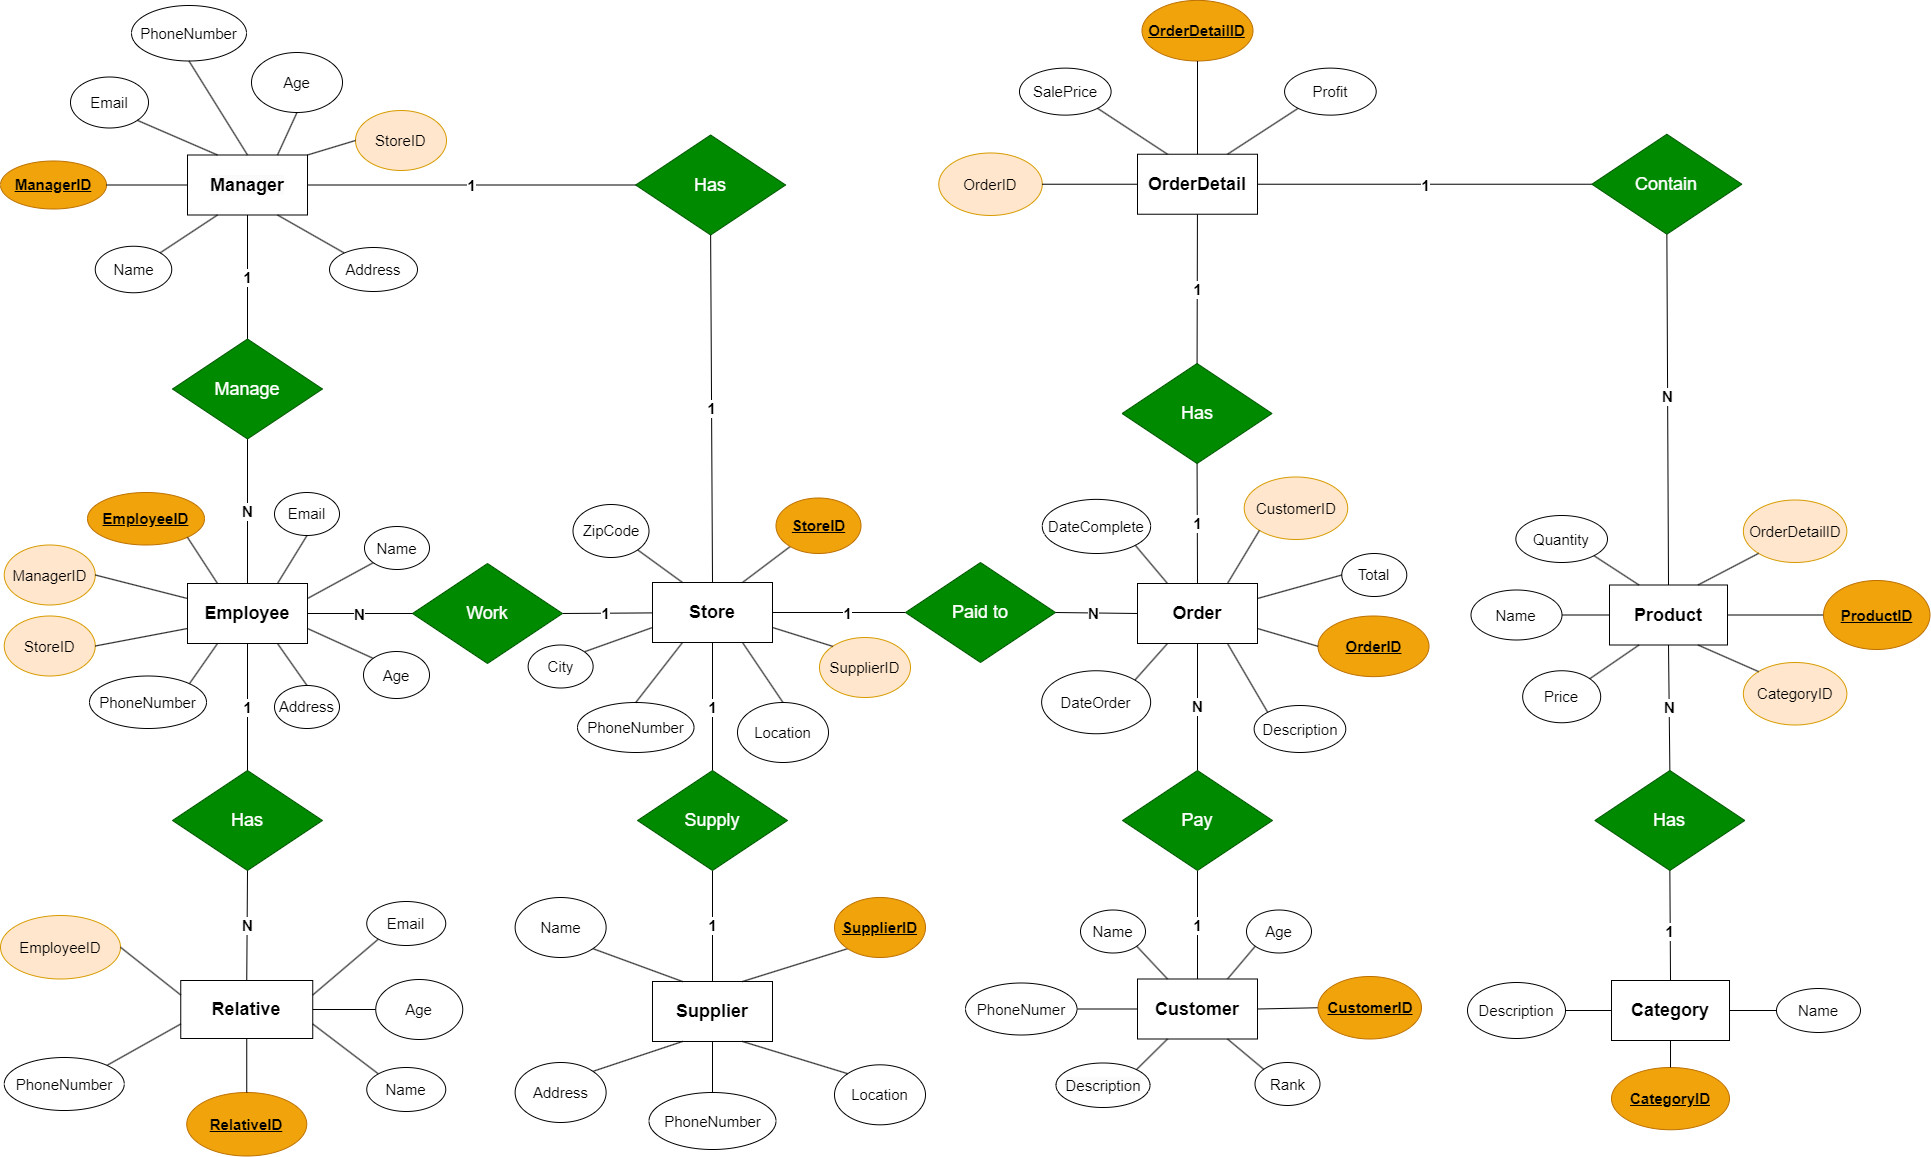 PhoneNumber
Age
Email
StoreID
ManagerID
Manager
1
Has
Name
Address
1
Manage
1
N
OrderDetailID
SalePrice
Profit
OrderID
OrderDetail
1
Contain
1
N
Has
1
EmployeeID
Email
Name
ManagerID
StoreID
Employee
N
Work
1
PhoneNumber
Address
Age
1
ZipCode
StoreID
Store
1
Paid to
N
City
SupplierID
PhoneNumber
Location
1
DateComplete
CustomerID
Total
Order
OrderID
DateOrder
Description
N
Quantity
OrderDetailID
Name
Product
ProductID
Price
CategoryID
N
Has
Supply
Pay
Has
N
1
1
1
EmployeeID
Email
Relative
Age
PhoneNumber
Name
RelativeID
Name
SupplierID
Supplier
Address
Location
PhoneNumber
Name
Age
PhoneNumer
Customer
CustomerID
Description
Rank
Description
Category
Name
CategoryID